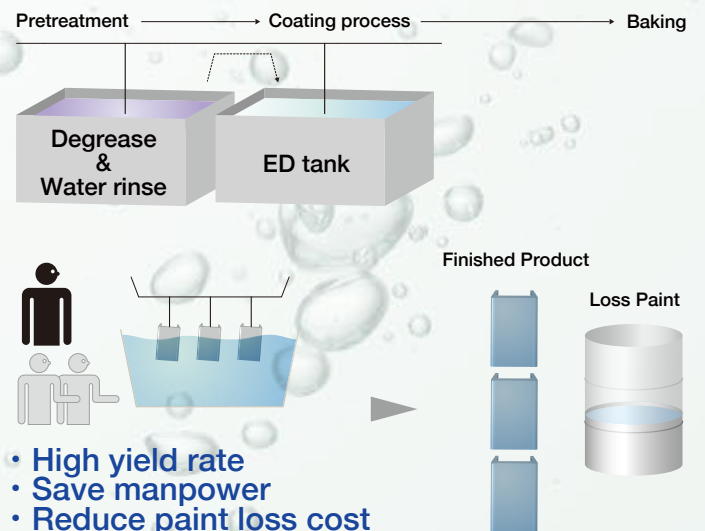 Pretreatment
Coating process
Baking
Degrease
&
Water rinse
ED tank
Finished Product
Loss Paint
• High yield rate
• Save manpower
• Reduce paint loss cost